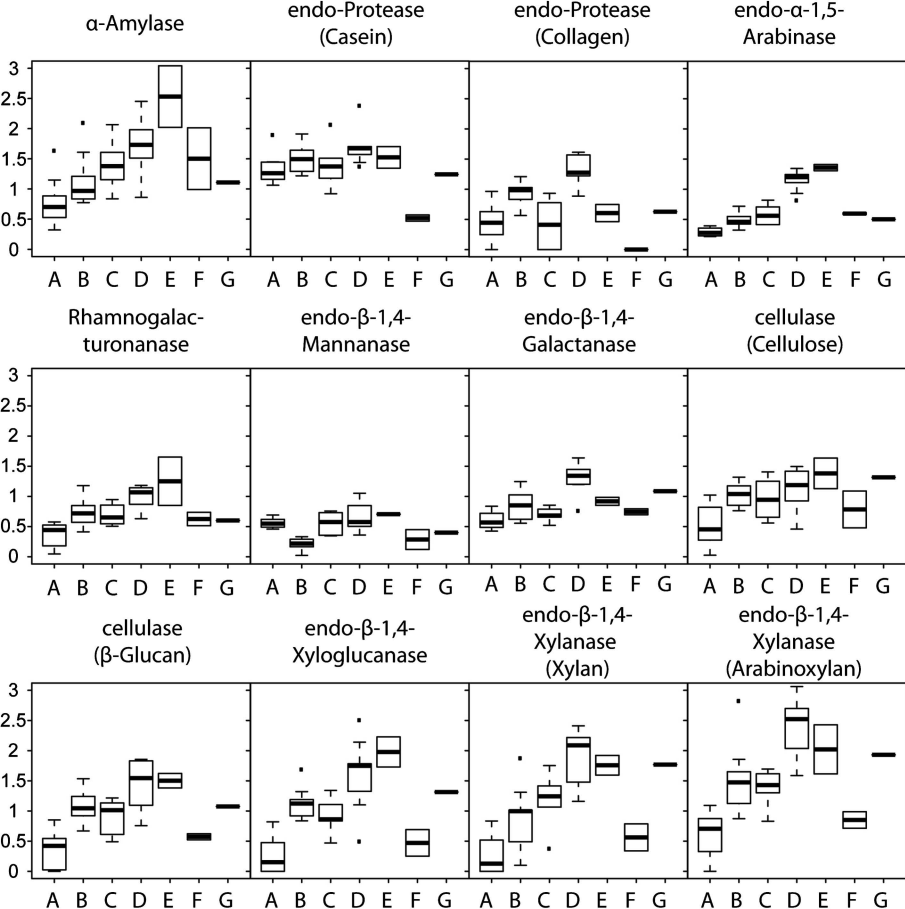 α-Amylase
endo-Protease
(Casein)
endo-Protease
(Collagen)
endo-α-1,5-
Arabinase
3
2.5
2
1.5
1
0.5
0
A B C D E F G A B C D E F G A B C D E F G A B C D E F G
Rhamnogalac-
turonanase
endo-β-1,4-
Mannanase
endo-β-1,4-
Galactanase
cellulase
(Cellulose)
3
2.5
2
1.5
1
0.5
0
A B C D E F G A B C D E F G A B C D E F G A B C D E F G
cellulase
(β-Glucan)
endo-β-1,4-
Xyloglucanase
endo-β-1,4-
Xylanase
(Xylan)
endo-β-1,4-
Xylanase
(Arabinoxylan)
3
2.5
2
1.5
1
0.5
0
A B C D E F G A B C D E F G A B C D E F G A B C D E F G